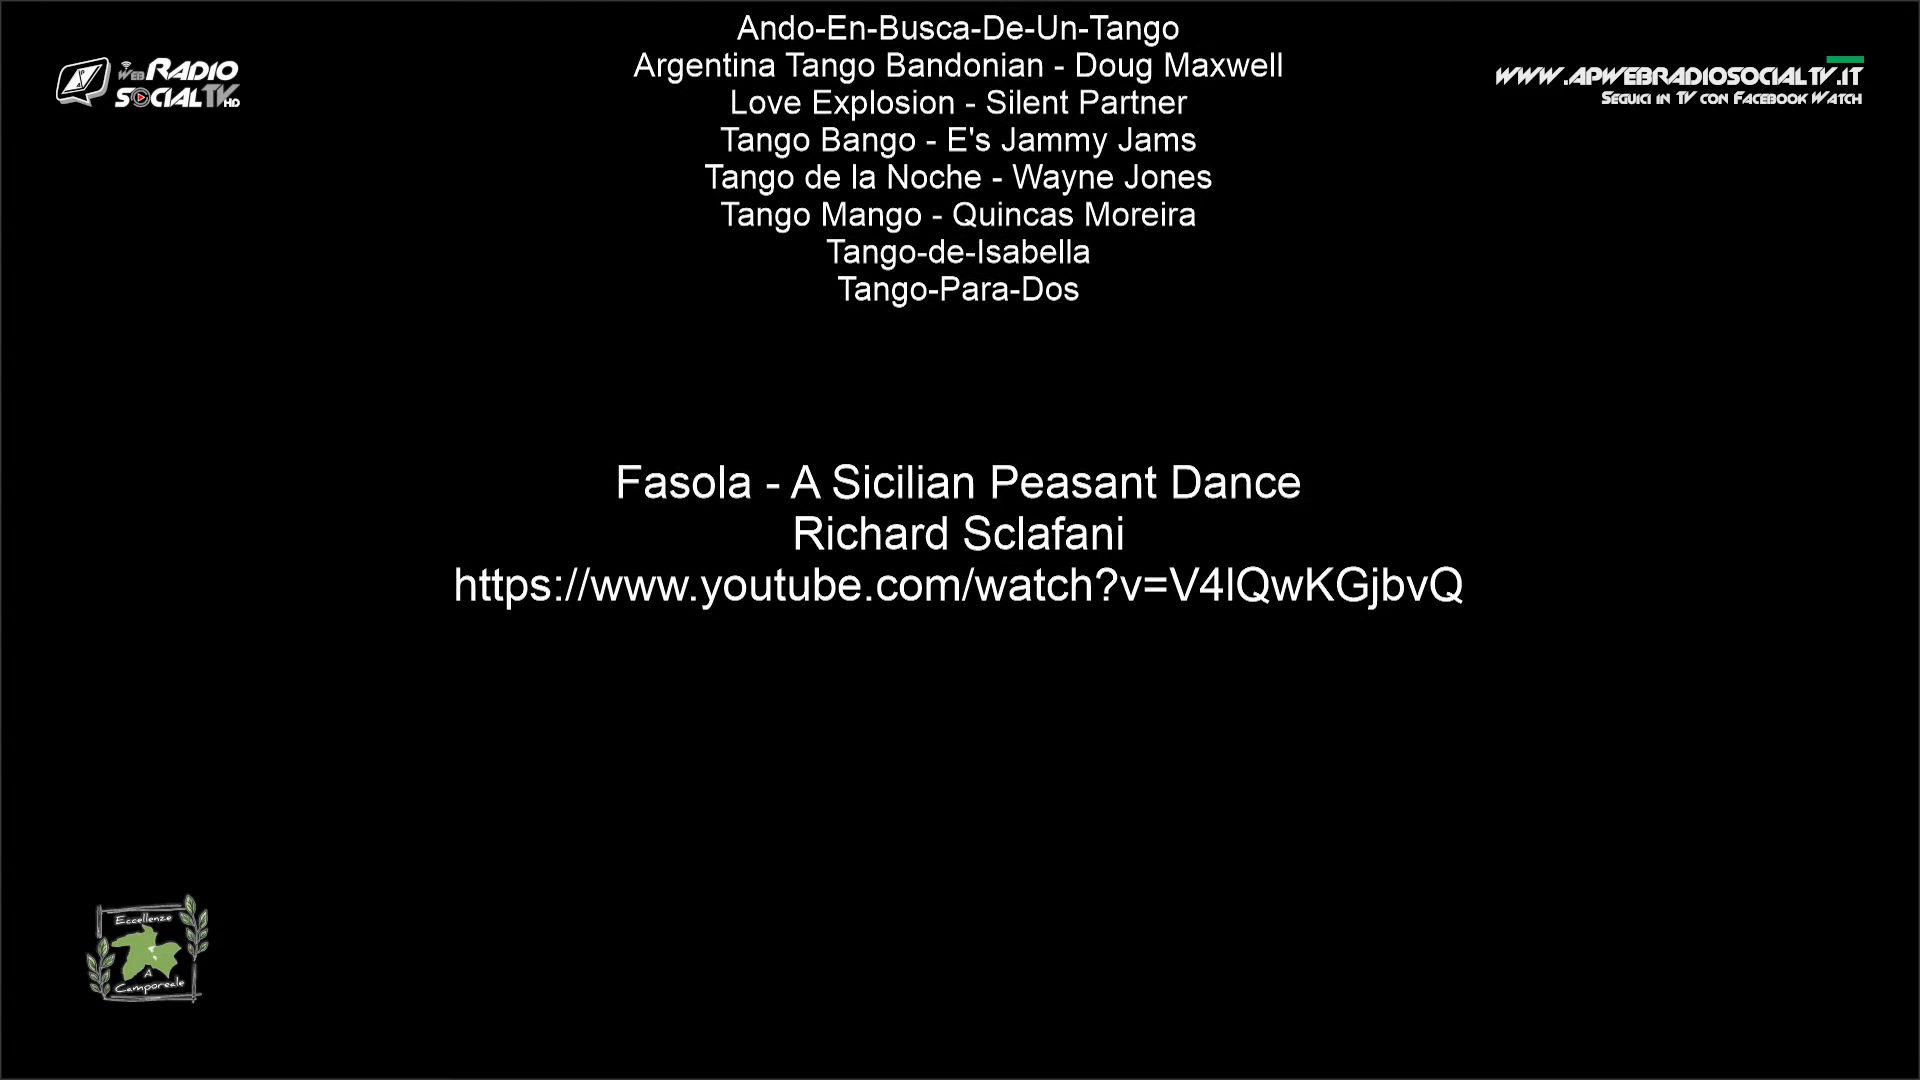 Ando-En-Busca-De-Un-Tango
Argentina Tango Bandonian - Doug Maxwell
Love Explosion - Silent Partner
Tango Bango - E's Jammy Jams
Tango de la Noche - Wayne Jones
Tango Mango - Quincas Moreira
Tango-de-Isabella
Tango-Para-Dos
WEB RADIO
SOCIALTV HD
WWW.APWEBRADIOSOCIALTV.IT
Seguici in TV con Facebook Watch
Fasola - A Sicilian Peasant Dance
Richard Sclafani
https://www.youtube.com/watch?v=V4lQwKGjbvQ
Eccellenze
A
Camporeale